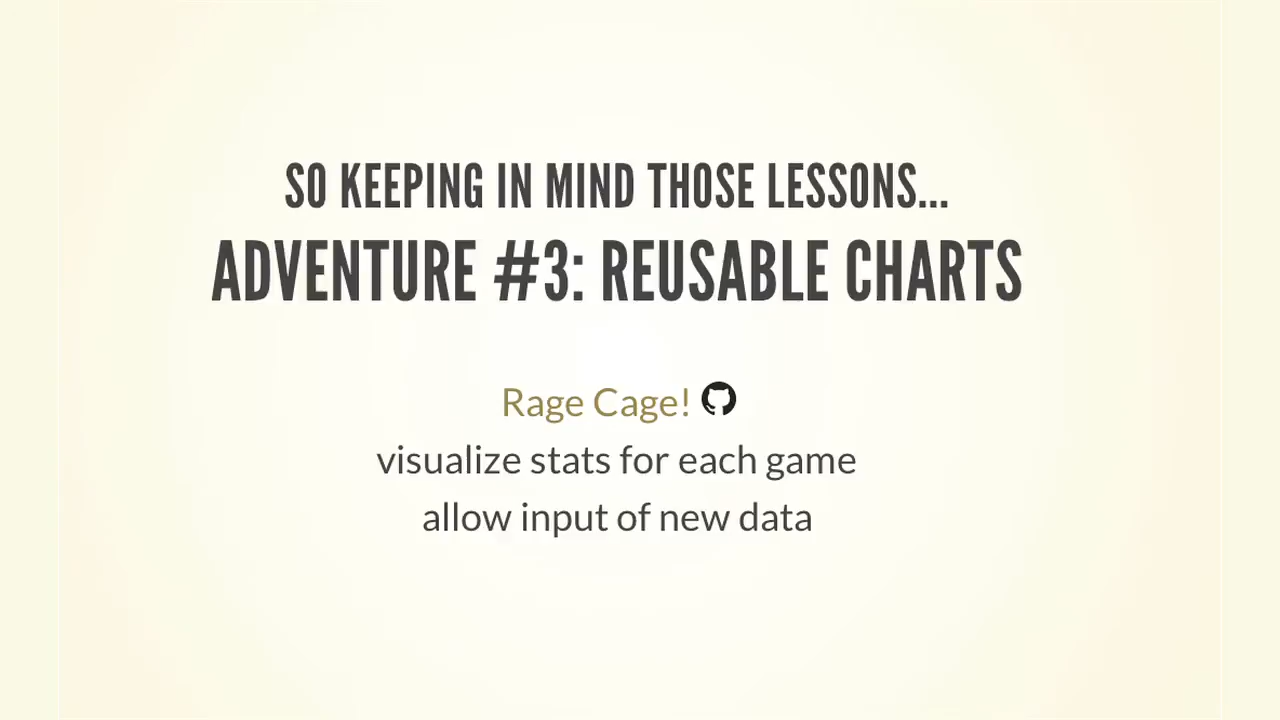 SO KEEPING IN MIND THOSE LESSONS...
ADVENTURE #3: REUSABLE CHARTS
Rage Cage!
visualize stats for each game
allow input of new data